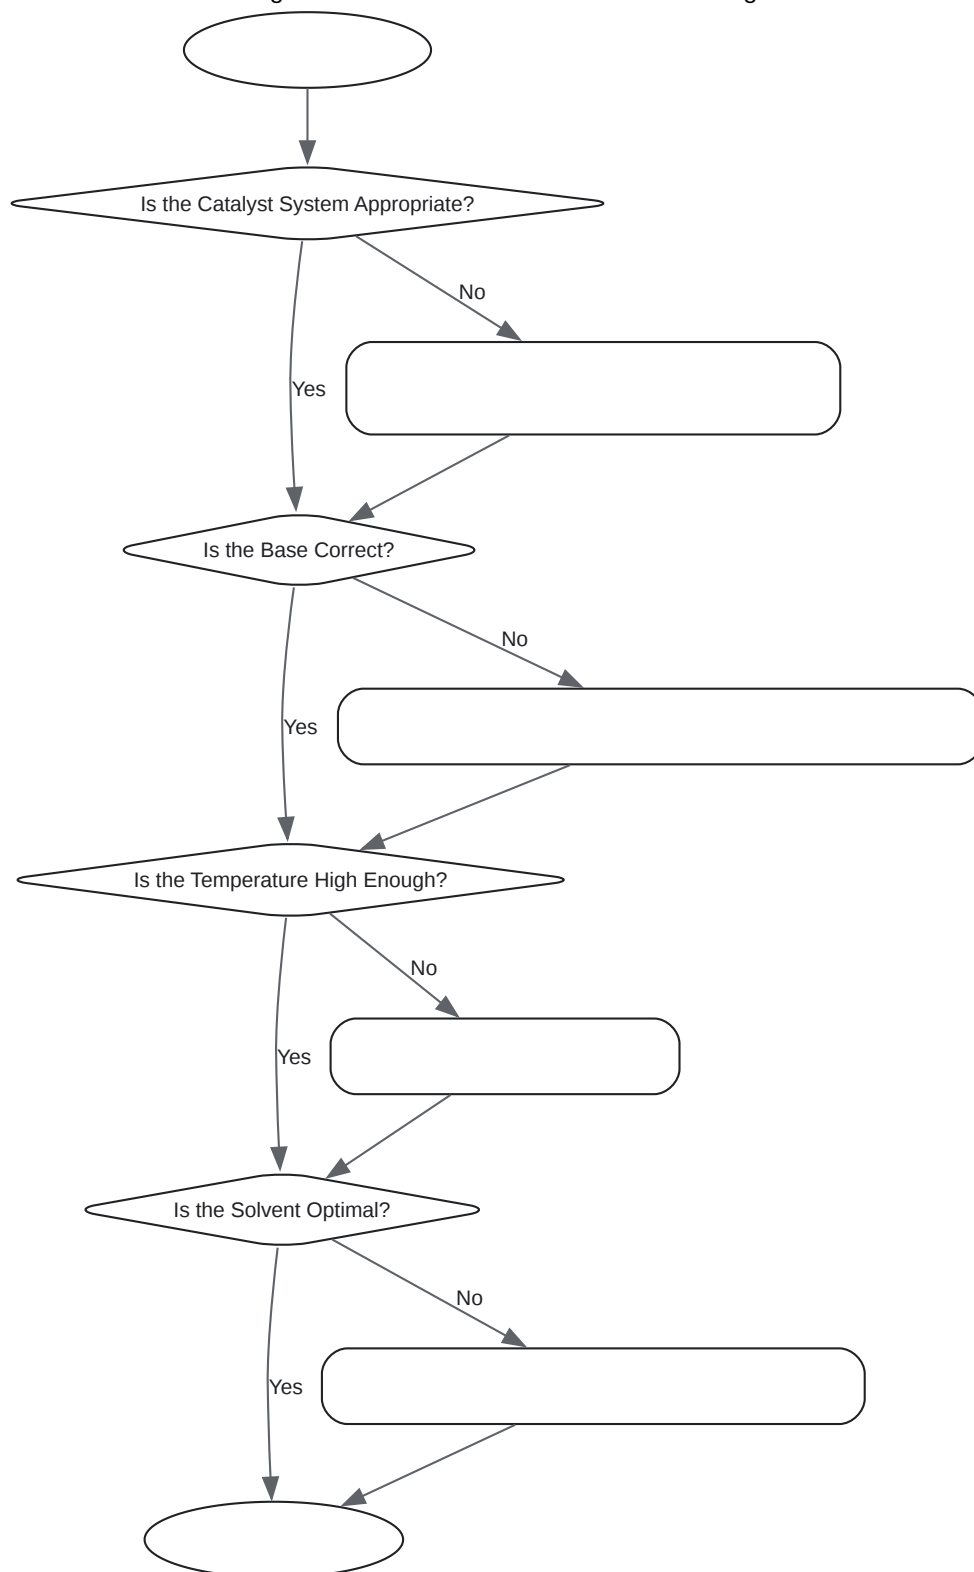 Is the Catalyst System Appropriate?
No
Yes
Is the Base Correct?
No
Yes
Is the Temperature High Enough?
No
Yes
Is the Solvent Optimal?
No
Yes